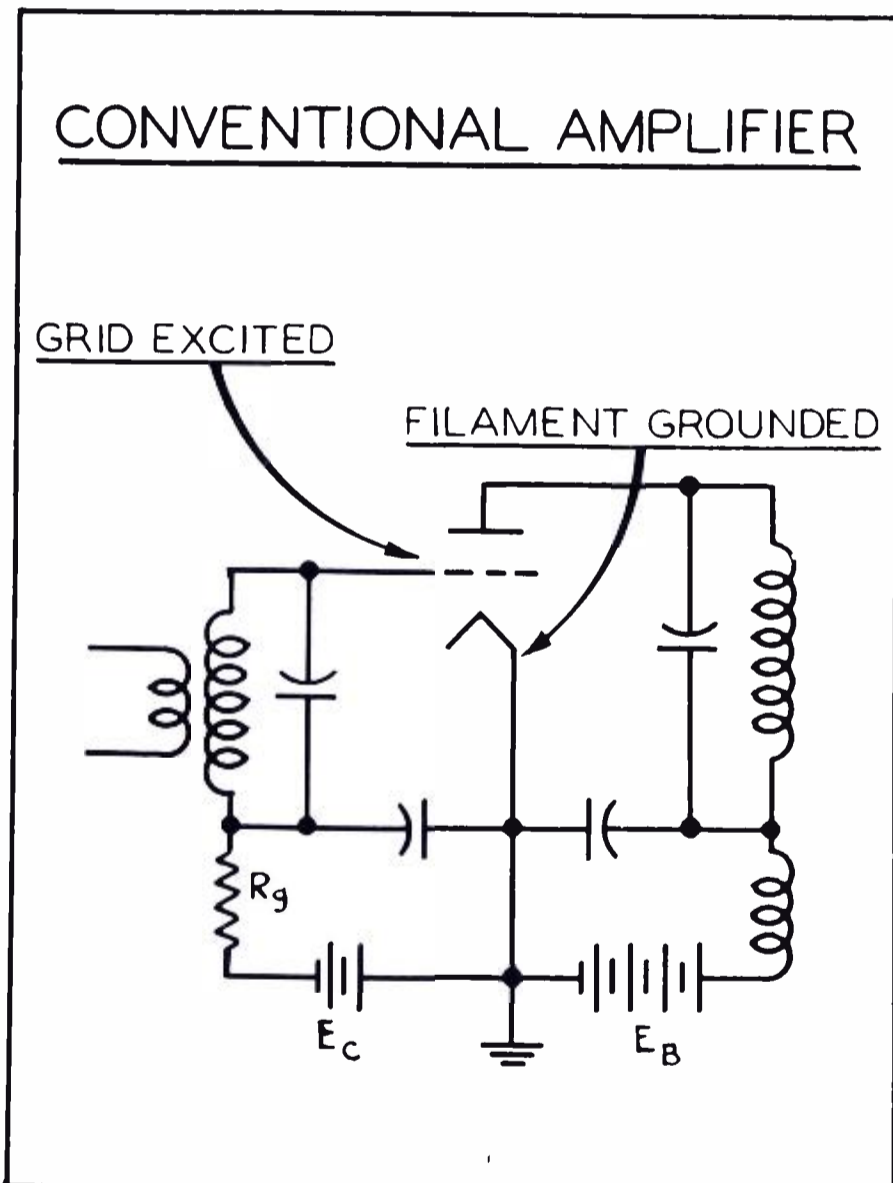 CONVENTIONAL AMPLIFIER
GRID EXCITED
FILAMENT GROUNDED
Rg
EC
EB